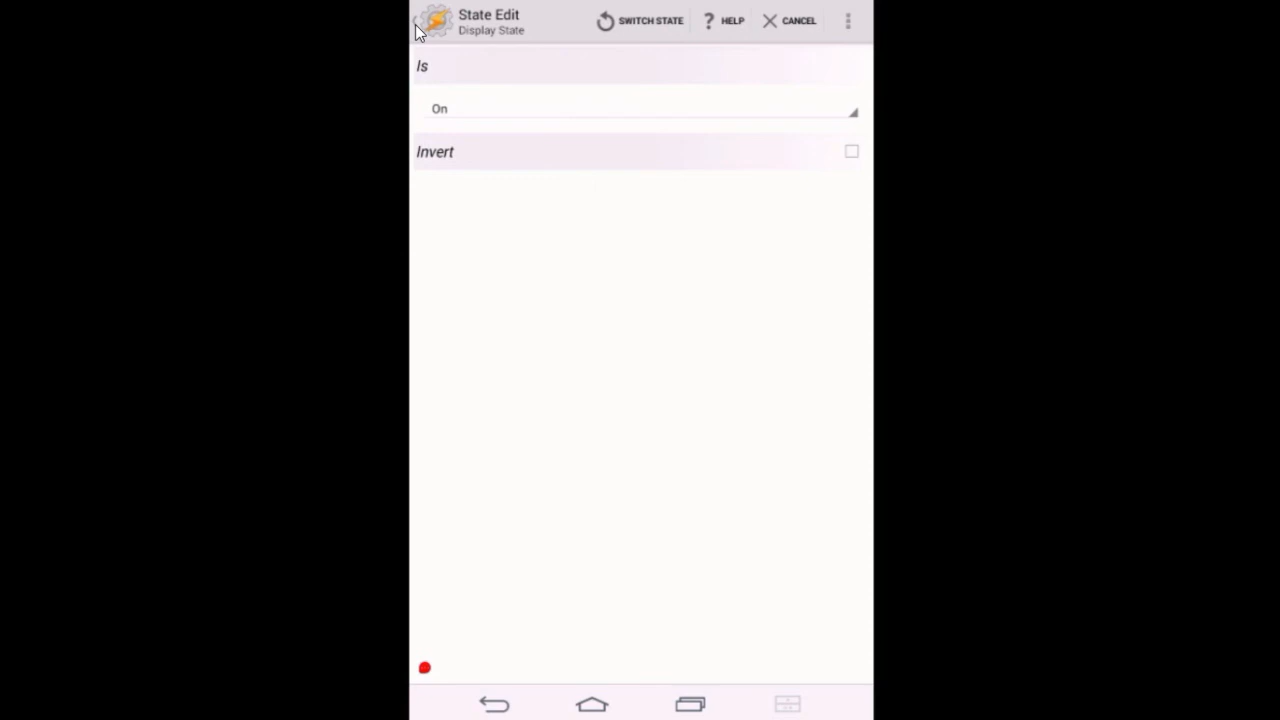 State Edit
Display State
SWITCH STATE
HELP
CANCEL
Is
On
Invert